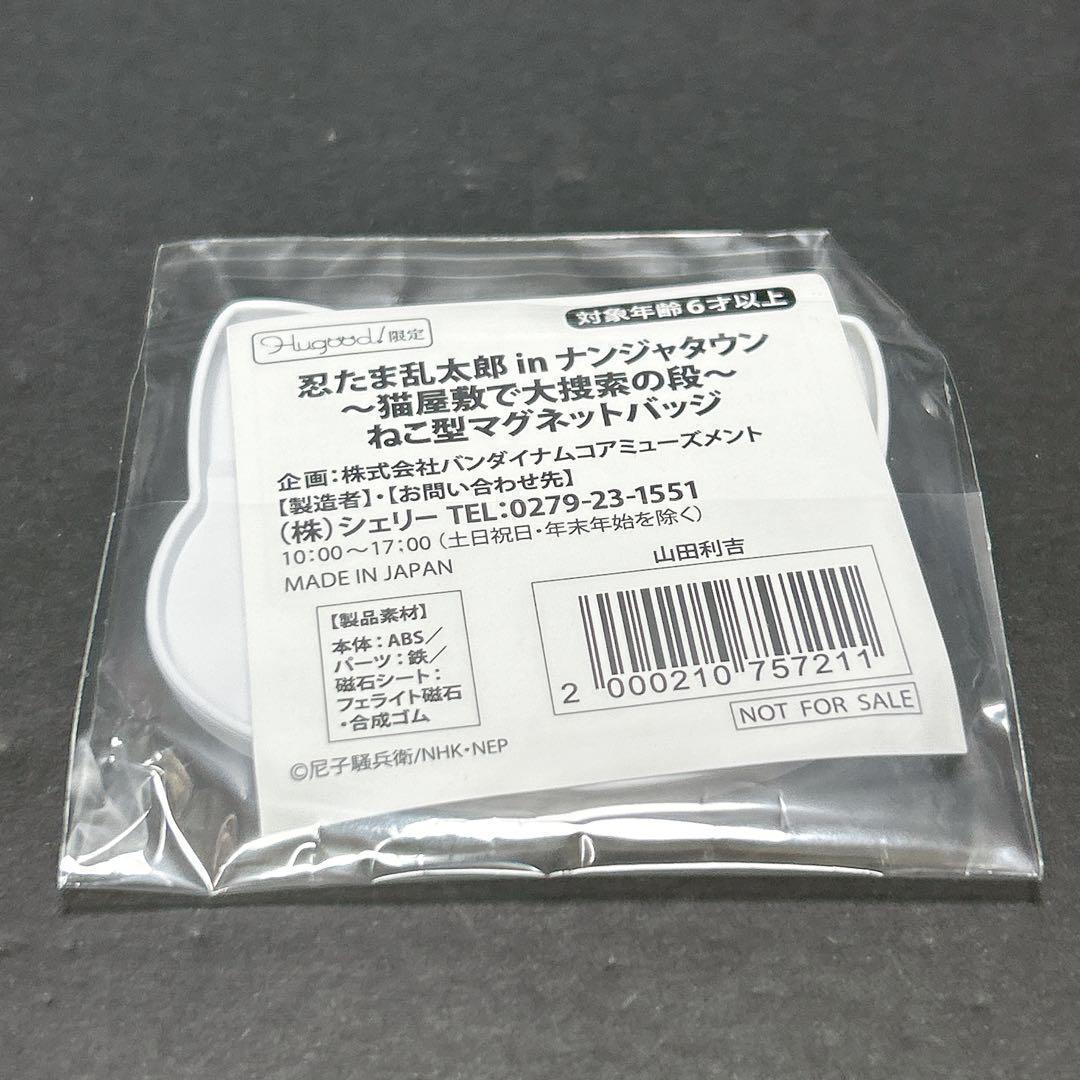 Hugood!限定
対象年齢6才以上
忍たま乱太郎 in ナンジャタウン
～猫屋敷で大捜索の段～
ねこ型マグネットバッジ
企画:株式会社バンダイナムコアミューズメント
【製造者】・【お問い合わせ先】
(株)シェリー TEL:0279-23-1551
10:00～17:00 (土日祝日・年末年始を除く)
MADE IN JAPAN
【製品素材】
本体:ABS/
パーツ:鉄/
磁石シート:
フェライト磁石
・合成ゴム
山田利吉
2 000210 757211
NOT FOR SALE
©尼子騒兵衛/NHK・NEP